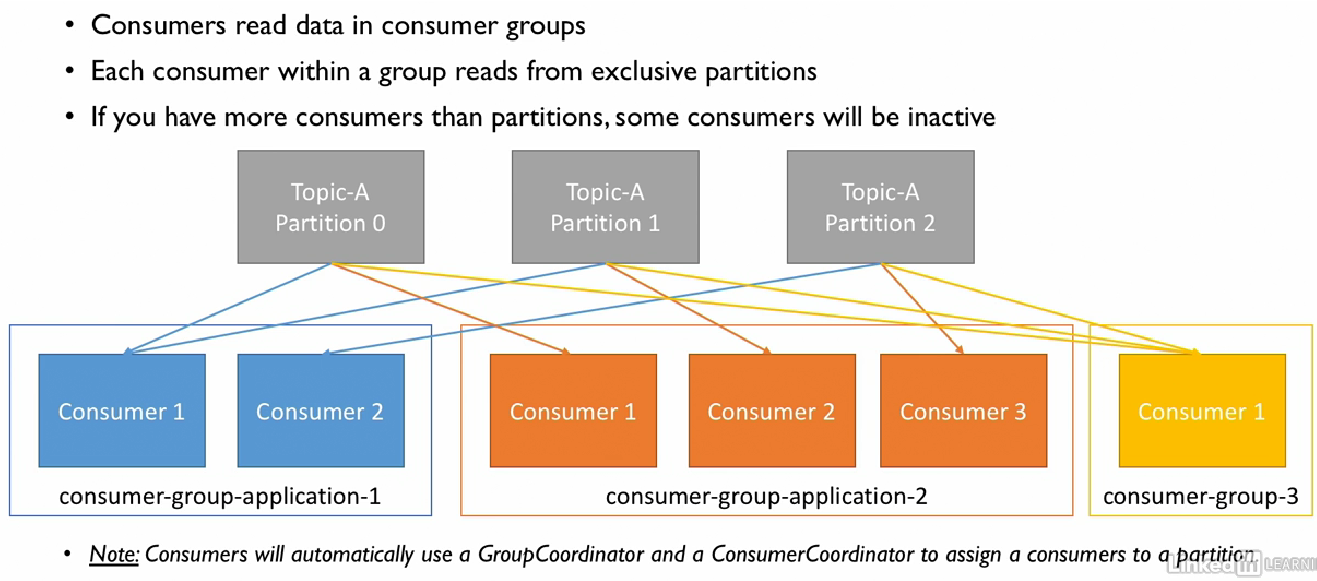 • Consumers read data in consumer groups
• Each consumer within a group reads from exclusive partitions
• If you have more consumers than partitions, some consumers will be inactive
Topic-A
Partition 0
Topic-A
Partition 1
Topic-A
Partition 2
Consumer 1
Consumer 2
consumer-group-application-1
Consumer 1
Consumer 2
Consumer 3
consumer-group-application-2
Consumer 1
consumer-group-3
• Note: Consumers will automatically use a GroupCoordinator and a ConsumerCoordinator to assign a consumers to a partition
Linked in LEARNI